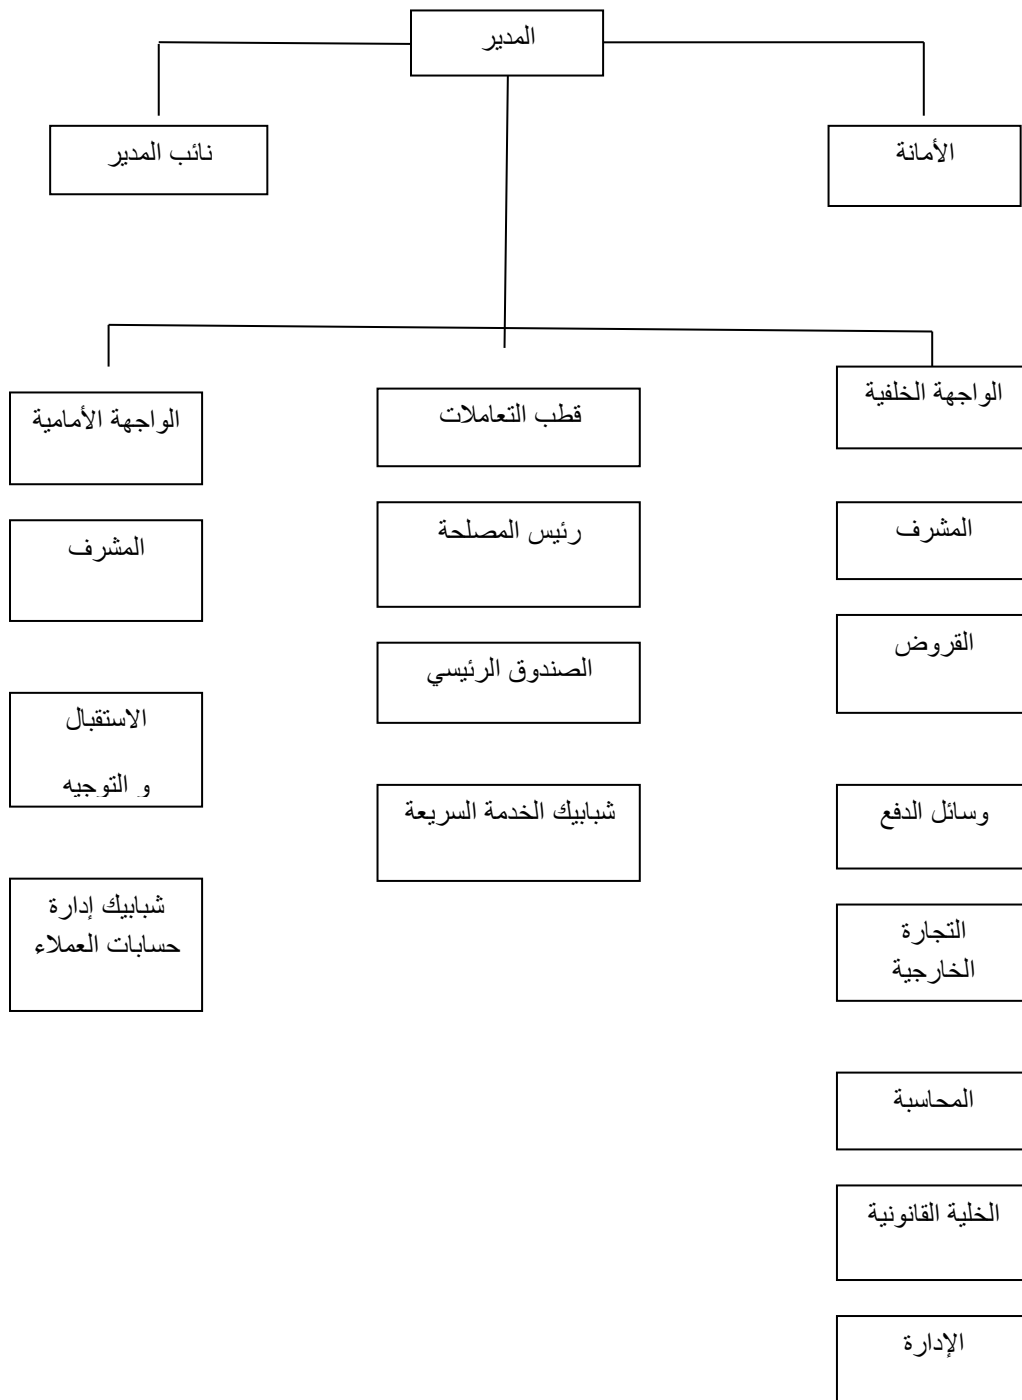 المدير
الأمانة
نائب المدير
الواجهة الخلفية
المشرف
القروض
وسائل الدفع
التجارة
الخارجية
المحاسبة
الخلية القانونية
الإدارة
قطب التعاملات
رئيس المصلحة
الصندوق الرئيسي
شبابيك الخدمة السريعة
الواجهة الأمامية
المشرف
الاستقبال
و التوجيه
شبابيك إدارة
حسابات العملاء